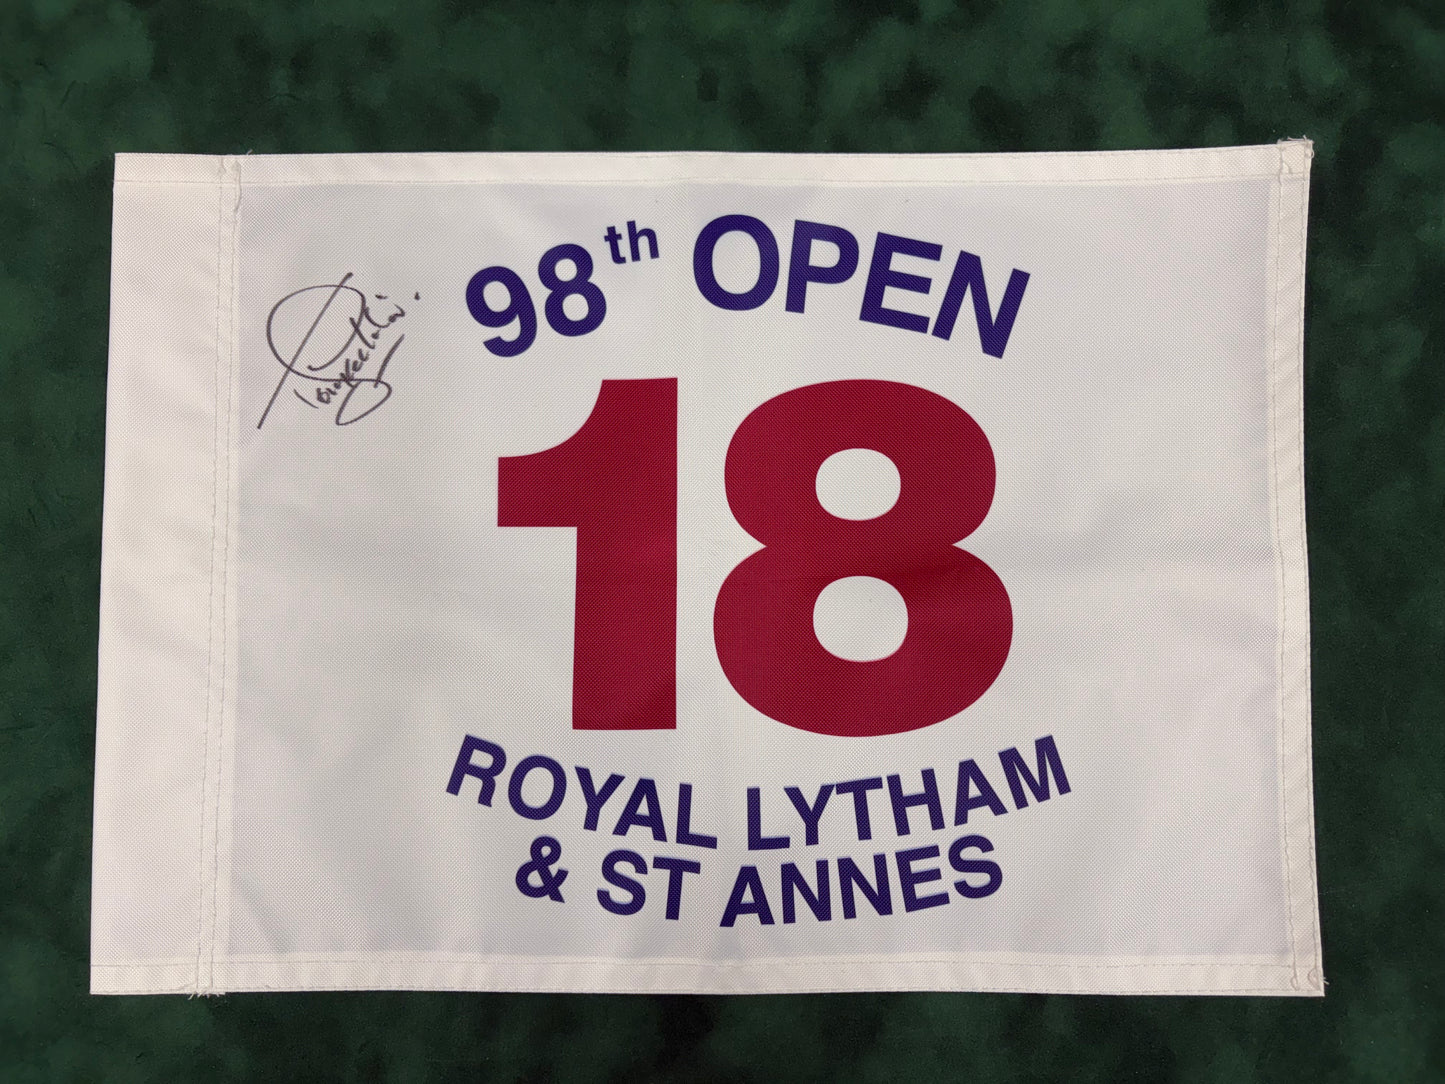 98th OPEN
18
ROYAL LYTHAM
& ST ANNES